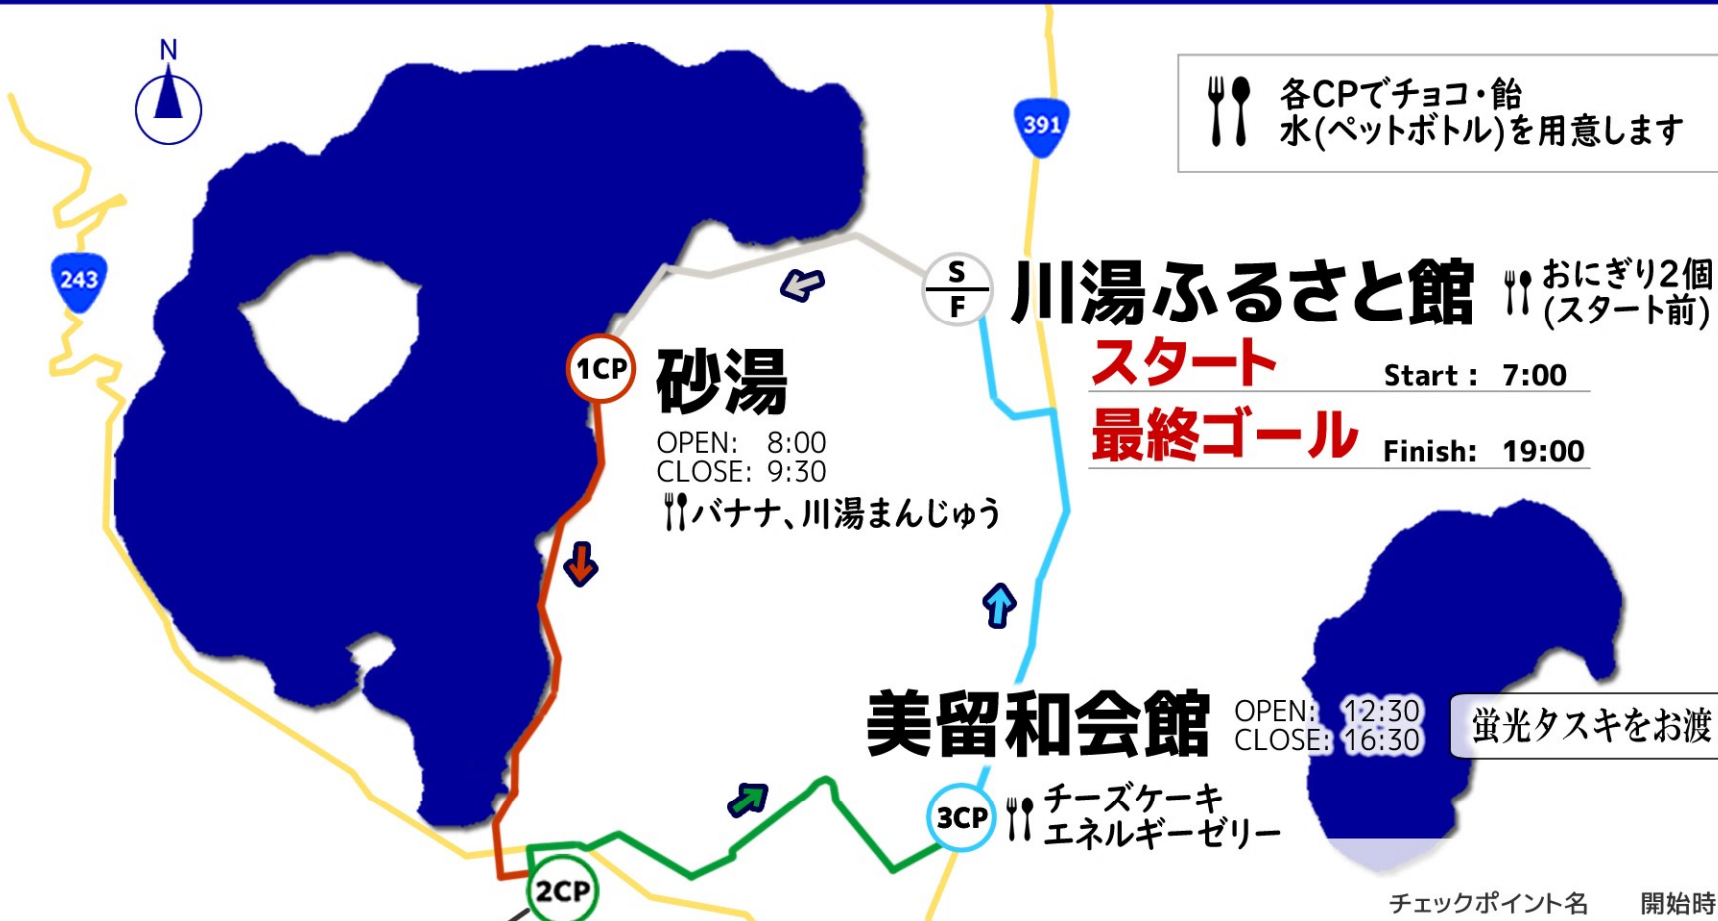 N
391
243
各CPでチョコ・飴
水(ペットボトル)を用意します
S
F
川湯ふるさと館
おにぎり2個
(スタート前)
スタート Start : 7:00
最終ゴール Finish: 19:00
1CP
砂湯
OPEN: 8:00
CLOSE: 9:30
バナナ、川湯まんじゅう
美留和会館
OPEN: 12:30
CLOSE: 16:30
蛍光タスキをお渡
3CP
チーズケーキ
エネルギーゼリー
2CP
チェックポイント名 開始時